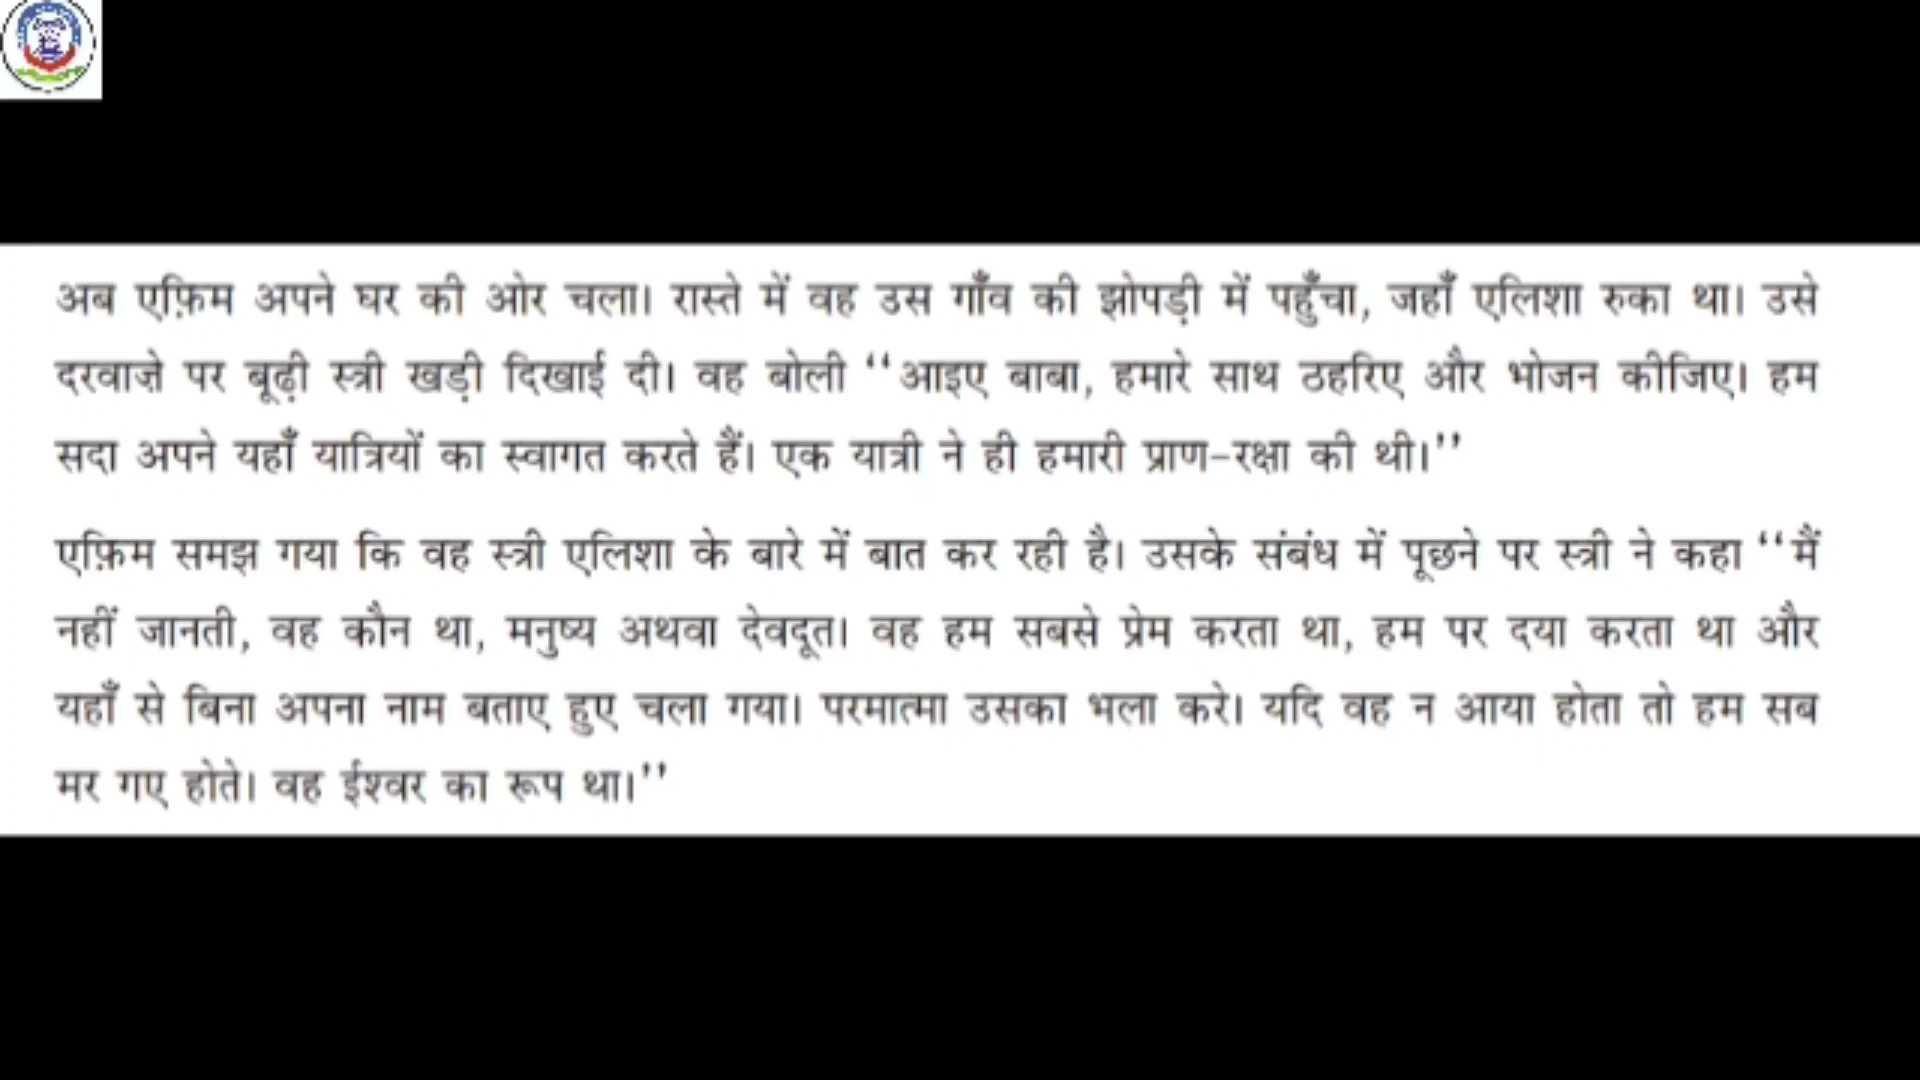 अब एफ़िम अपने घर की ओर चला। रास्ते में वह उस गाँव की झोपड़ी में पहुँचा, जहाँ एलिशा रुका था। उसे
दरवाज़े पर बूढ़ी स्त्री खड़ी दिखाई दी। वह बोली ‘‘आइए बाबा, हमारे साथ ठहरिए और भोजन कीजिए। हम
सदा अपने यहाँ यात्रियों का स्वागत करते हैं। एक यात्री ने ही हमारी प्राण-रक्षा की थी।’’
एफ़िम समझ गया कि वह स्त्री एलिशा के बारे में बात कर रही है। उसके संबंध में पूछने पर स्त्री ने कहा ‘‘मैं
नहीं जानती, वह कौन था, मनुष्य अथवा देवदूत। वह हम सबसे प्रेम करता था, हम पर दया करता था और
यहाँ से बिना अपना नाम बताए हुए चला गया। परमात्मा उसका भला करे। यदि वह न आया होता तो हम सब
मर गए होते। वह ईश्वर का रूप था।’’